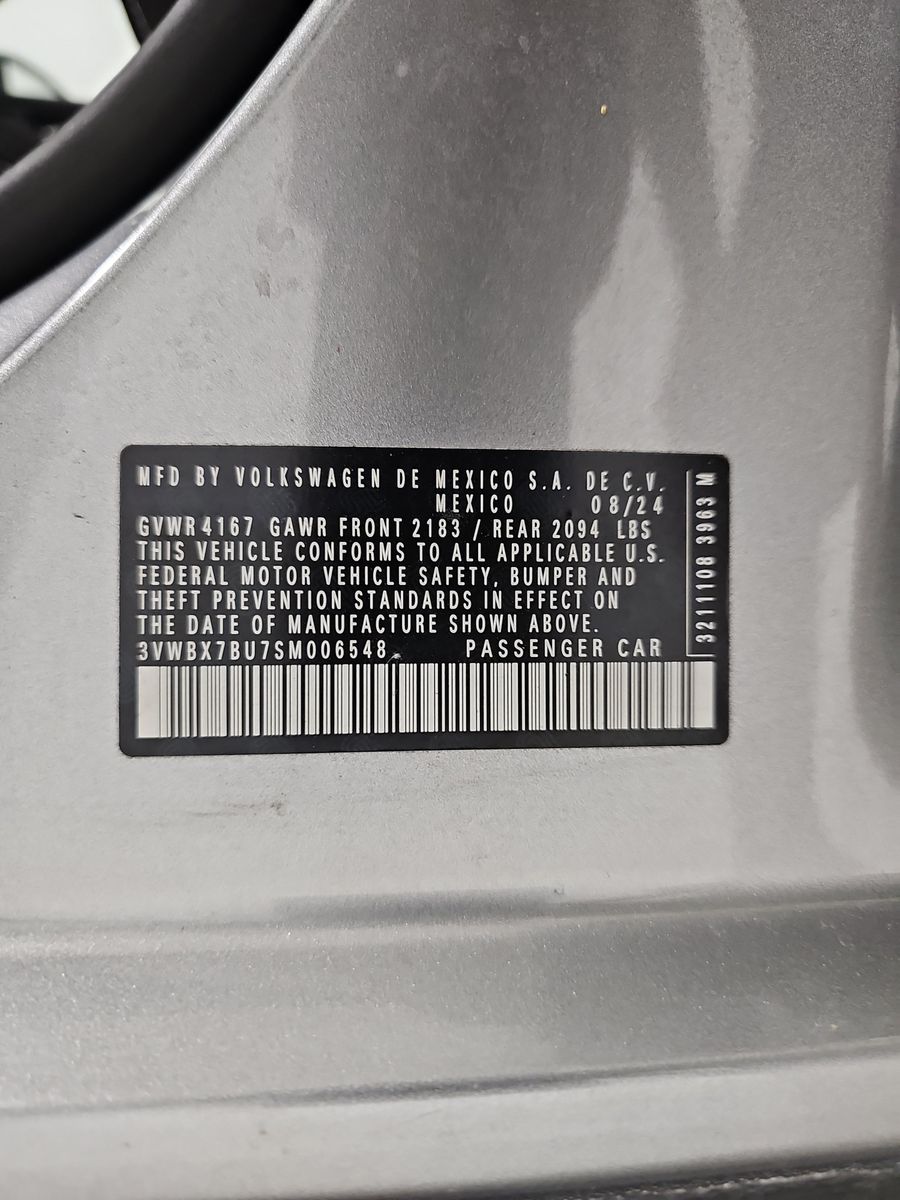 MFD BY VOLKSWAGEN DE MEXICO S.A. DE C.V.
MEXICO 08/24
GVWR 4167 GAWR FRONT 2183 / REAR 2094 LBS
THIS VEHICLE CONFORMS TO ALL APPLICABLE U.S.
FEDERAL MOTOR VEHICLE SAFETY, BUMPER AND
THEFT PREVENTION STANDARDS IN EFFECT ON
THE DATE OF MANUFACTURE SHOWN ABOVE.
3VWBX7BU7SM006548 PASSENGER CAR
3211108 3963 M